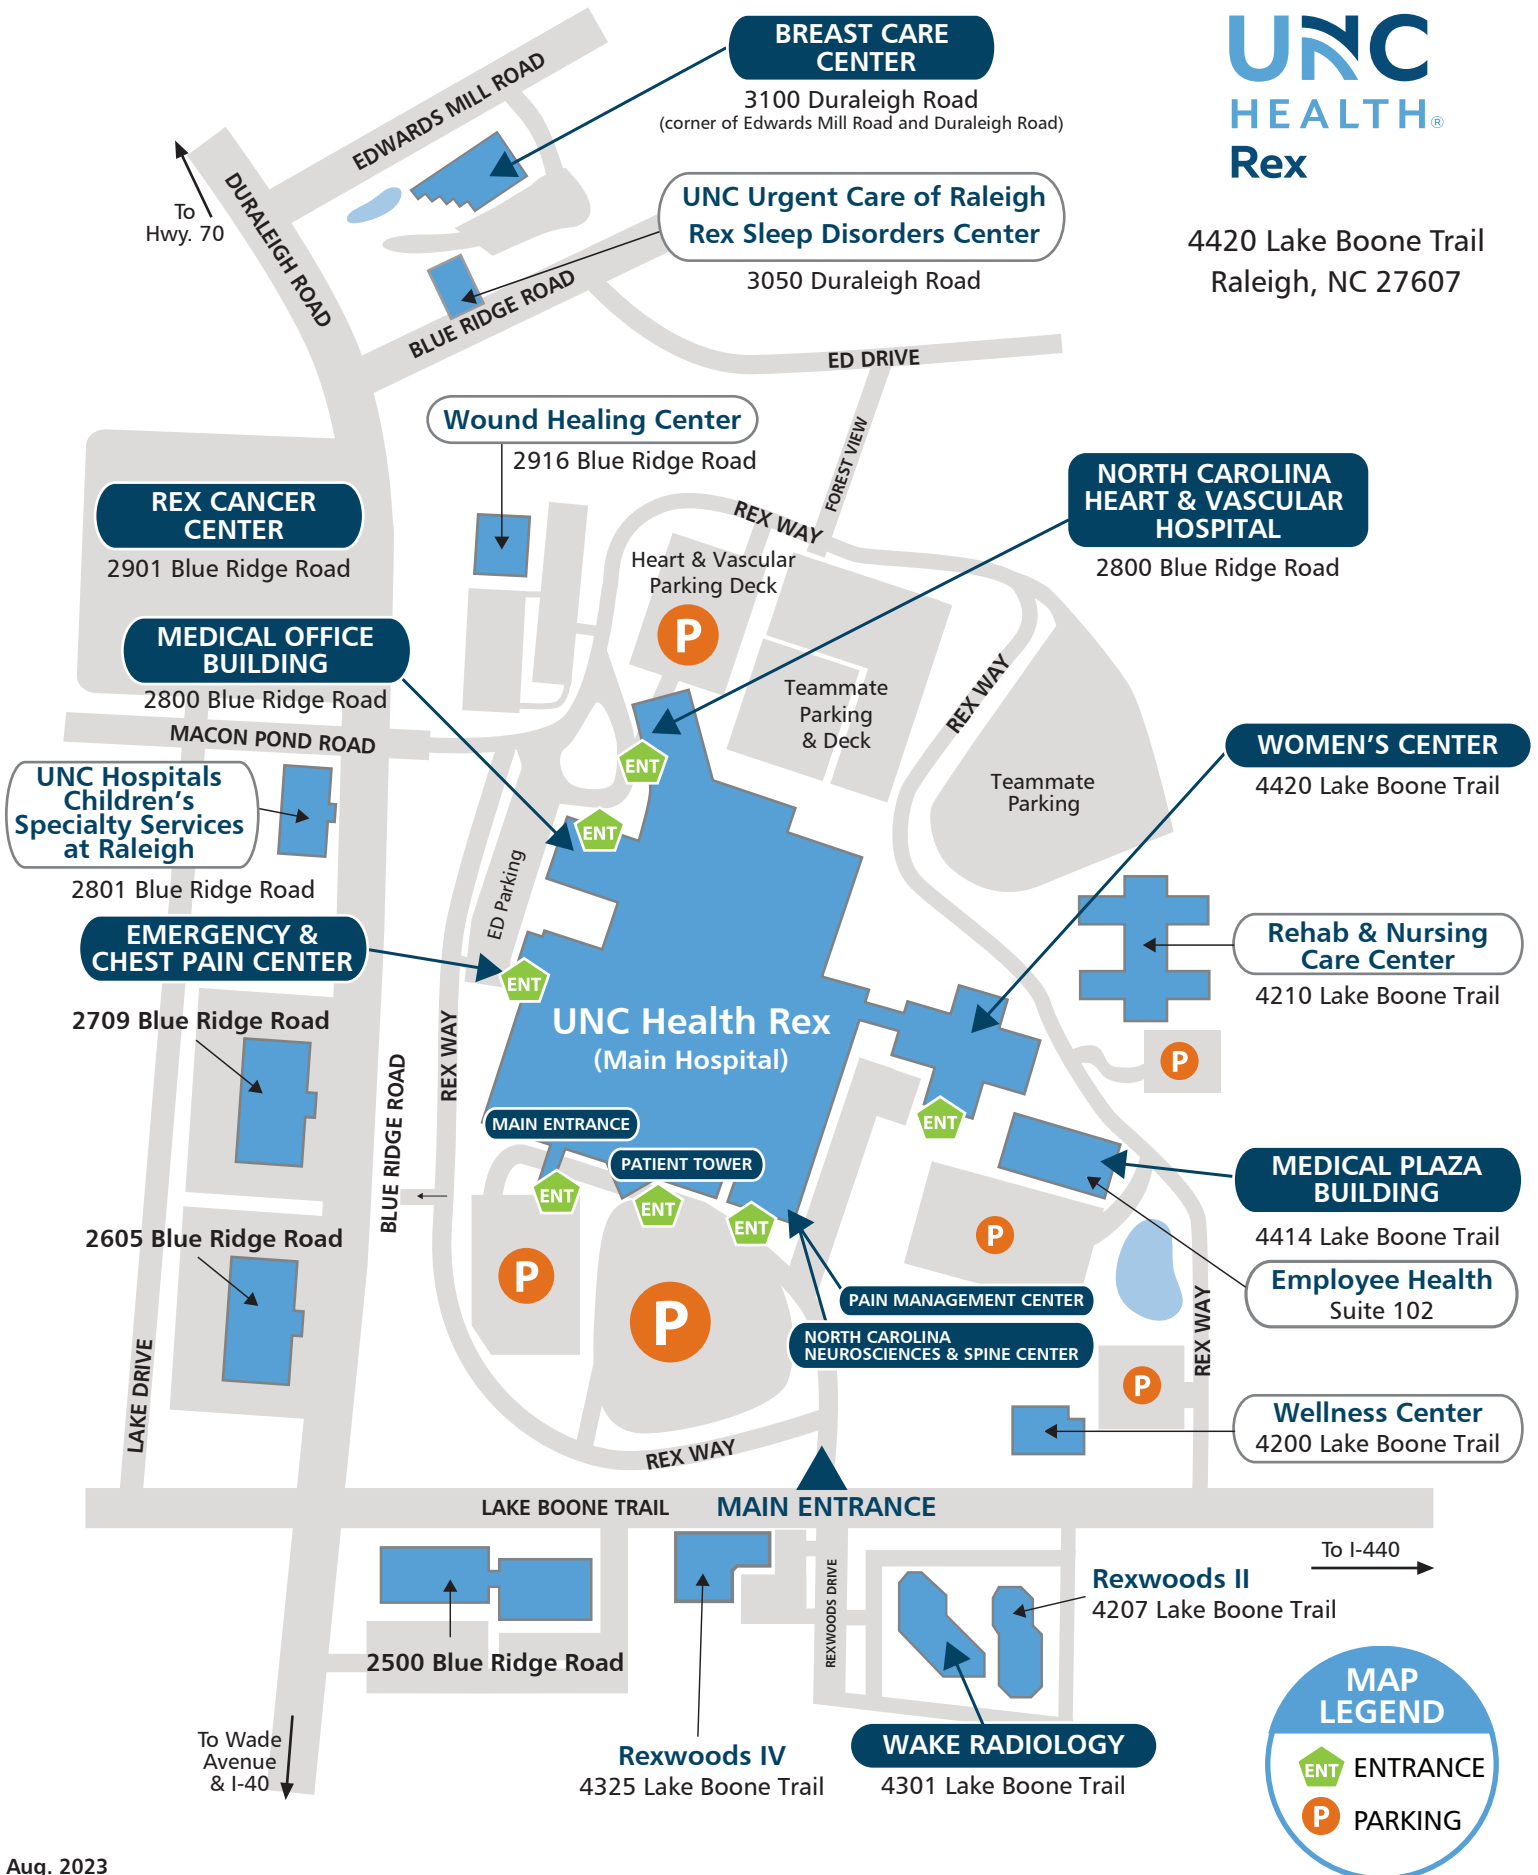 BREAST CARE
CENTER
3100 Duraleigh Road
(corner of Edwards Mill Road and Duraleigh Road)
UNC
HEALTH®
Rex
4420 Lake Boone Trail
Raleigh, NC 27607
EDWARDS MILL ROAD
To
Hwy. 70
DURALEIGH ROAD
UNC Urgent Care of Raleigh
Rex Sleep Disorders Center
3050 Duraleigh Road
BLUE RIDGE ROAD
ED DRIVE
FOREST VIEW
Wound Healing Center
2916 Blue Ridge Road
REX CANCER
CENTER
2901 Blue Ridge Road
REX WAY
Heart & Vascular
Parking Deck
P
NORTH CAROLINA
HEART & VASCULAR
HOSPITAL
2800 Blue Ridge Road
MEDICAL OFFICE
BUILDING
2800 Blue Ridge Road
MACON POND ROAD
Teammate
Parking
& Deck
REX WAY
Teammate
Parking
WOMEN'S CENTER
4420 Lake Boone Trail
UNC Hospitals
Children's
Specialty Services
at Raleigh
2801 Blue Ridge Road
ENT
ENT
ED Parking
EMERGENCY &
CHEST PAIN CENTER
ENT
Rehab & Nursing
Care Center
4210 Lake Boone Trail
P
2709 Blue Ridge Road
UNC Health Rex
(Main Hospital)
REX WAY
BLUE RIDGE ROAD
MAIN ENTRANCE
PATIENT TOWER
ENT
ENT
ENT
ENT
MEDICAL PLAZA
BUILDING
4414 Lake Boone Trail
Employee Health
Suite 102
2605 Blue Ridge Road
P
P
P
PAIN MANAGEMENT CENTER
NORTH CAROLINA
NEUROSCIENCES & SPINE CENTER
REX WAY
P
LAKE DRIVE
Wellness Center
4200 Lake Boone Trail
REX WAY
LAKE BOONE TRAIL
MAIN ENTRANCE
To I-440
REXWOODS DRIVE
Rexwoods II
4207 Lake Boone Trail
2500 Blue Ridge Road
To Wade
Avenue
& I-40
Rexwoods IV
4325 Lake Boone Trail
WAKE RADIOLOGY
4301 Lake Boone Trail
MAP
LEGEND
ENT ENTRANCE
P PARKING
Aug. 2023